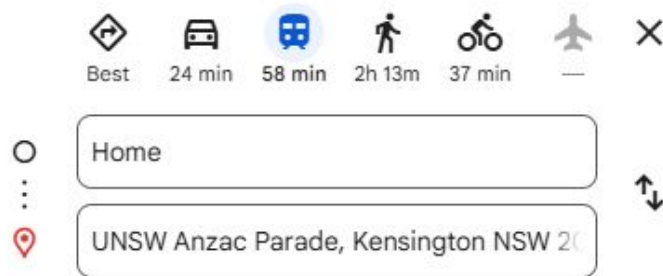 Best 24 min 58 min 2h 13m 37 min —
Home
UNSW Anzac Parade, Kensington NSW